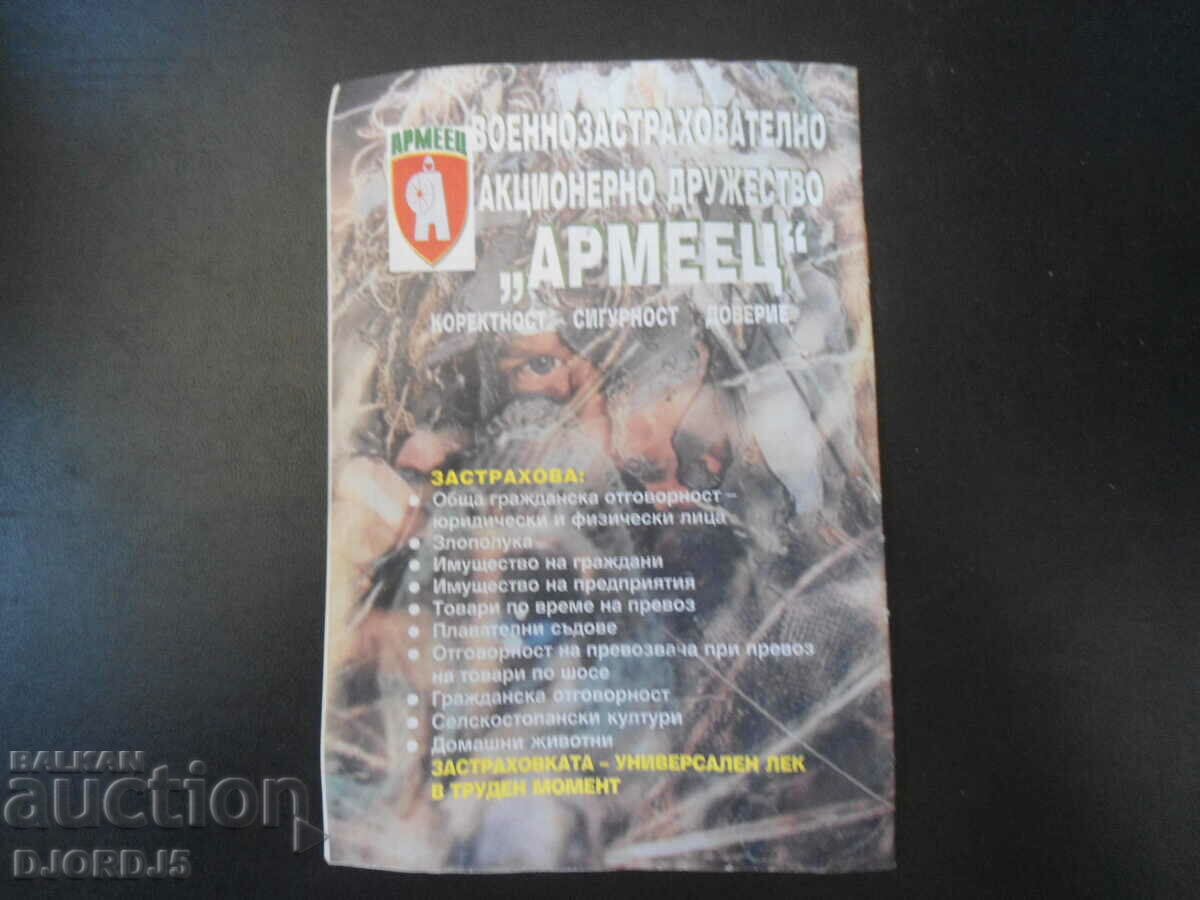 АРМЕЕЦ
ВОЕННОЗАСТРАХОВАТЕЛНО
АКЦИОНЕРНО ДРУЖЕСТВО
„АРМЕЕЦ“
КОРЕКТНОСТ - СИГУРНОСТ - ДОВЕРИЕ
ЗАСТРАХОВА:
• Обща гражданска отговорност –
юридически и физически лица
• Злополука
• Имущество на граждани
• Имущество на предприятия
• Товари по време на превоз
• Плавателни съдове
• Отговорност на превозвача при превоз
на товари по шосе
• Гражданска отговорност
• Селскостопански култури
• Домашни животни
ЗАСТРАХОВКАТА – УНИВЕРСАЛЕН ЛЕК
В ТРУДЕН МОМЕНТ
BALKAN
auction
DJORDJ5